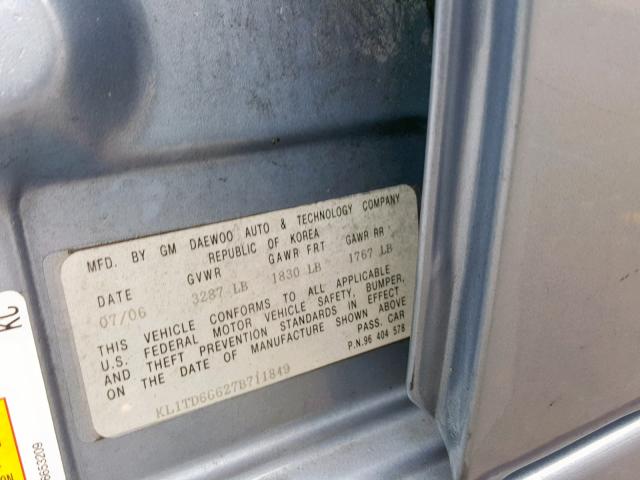 MFD. BY GM DAEWOO AUTO & TECHNOLOGY COMPANY
REPUBLIC OF KOREA
DATE GVWR GAWR FRT GAWR RR
07/06 3287 LB 1830 LB 1767 LB
THIS VEHICLE CONFORMS TO ALL APPLICABLE
U.S. FEDERAL MOTOR VEHICLE SAFETY, BUMPER,
AND THEFT PREVENTION STANDARDS IN EFFECT
ON THE DATE OF MANUFACTURE SHOWN ABOVE
PASS. CAR
P.N.96 404 578
KL1TD66627B711849